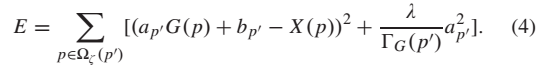 E = \sum_{p \in \Omega_{\zeta}(p')} [(a_{p'} G(p) + b_{p'} - X(p))^2 + \frac{\lambda}{\Gamma_G(p')} a_{p'}^2]. (4)